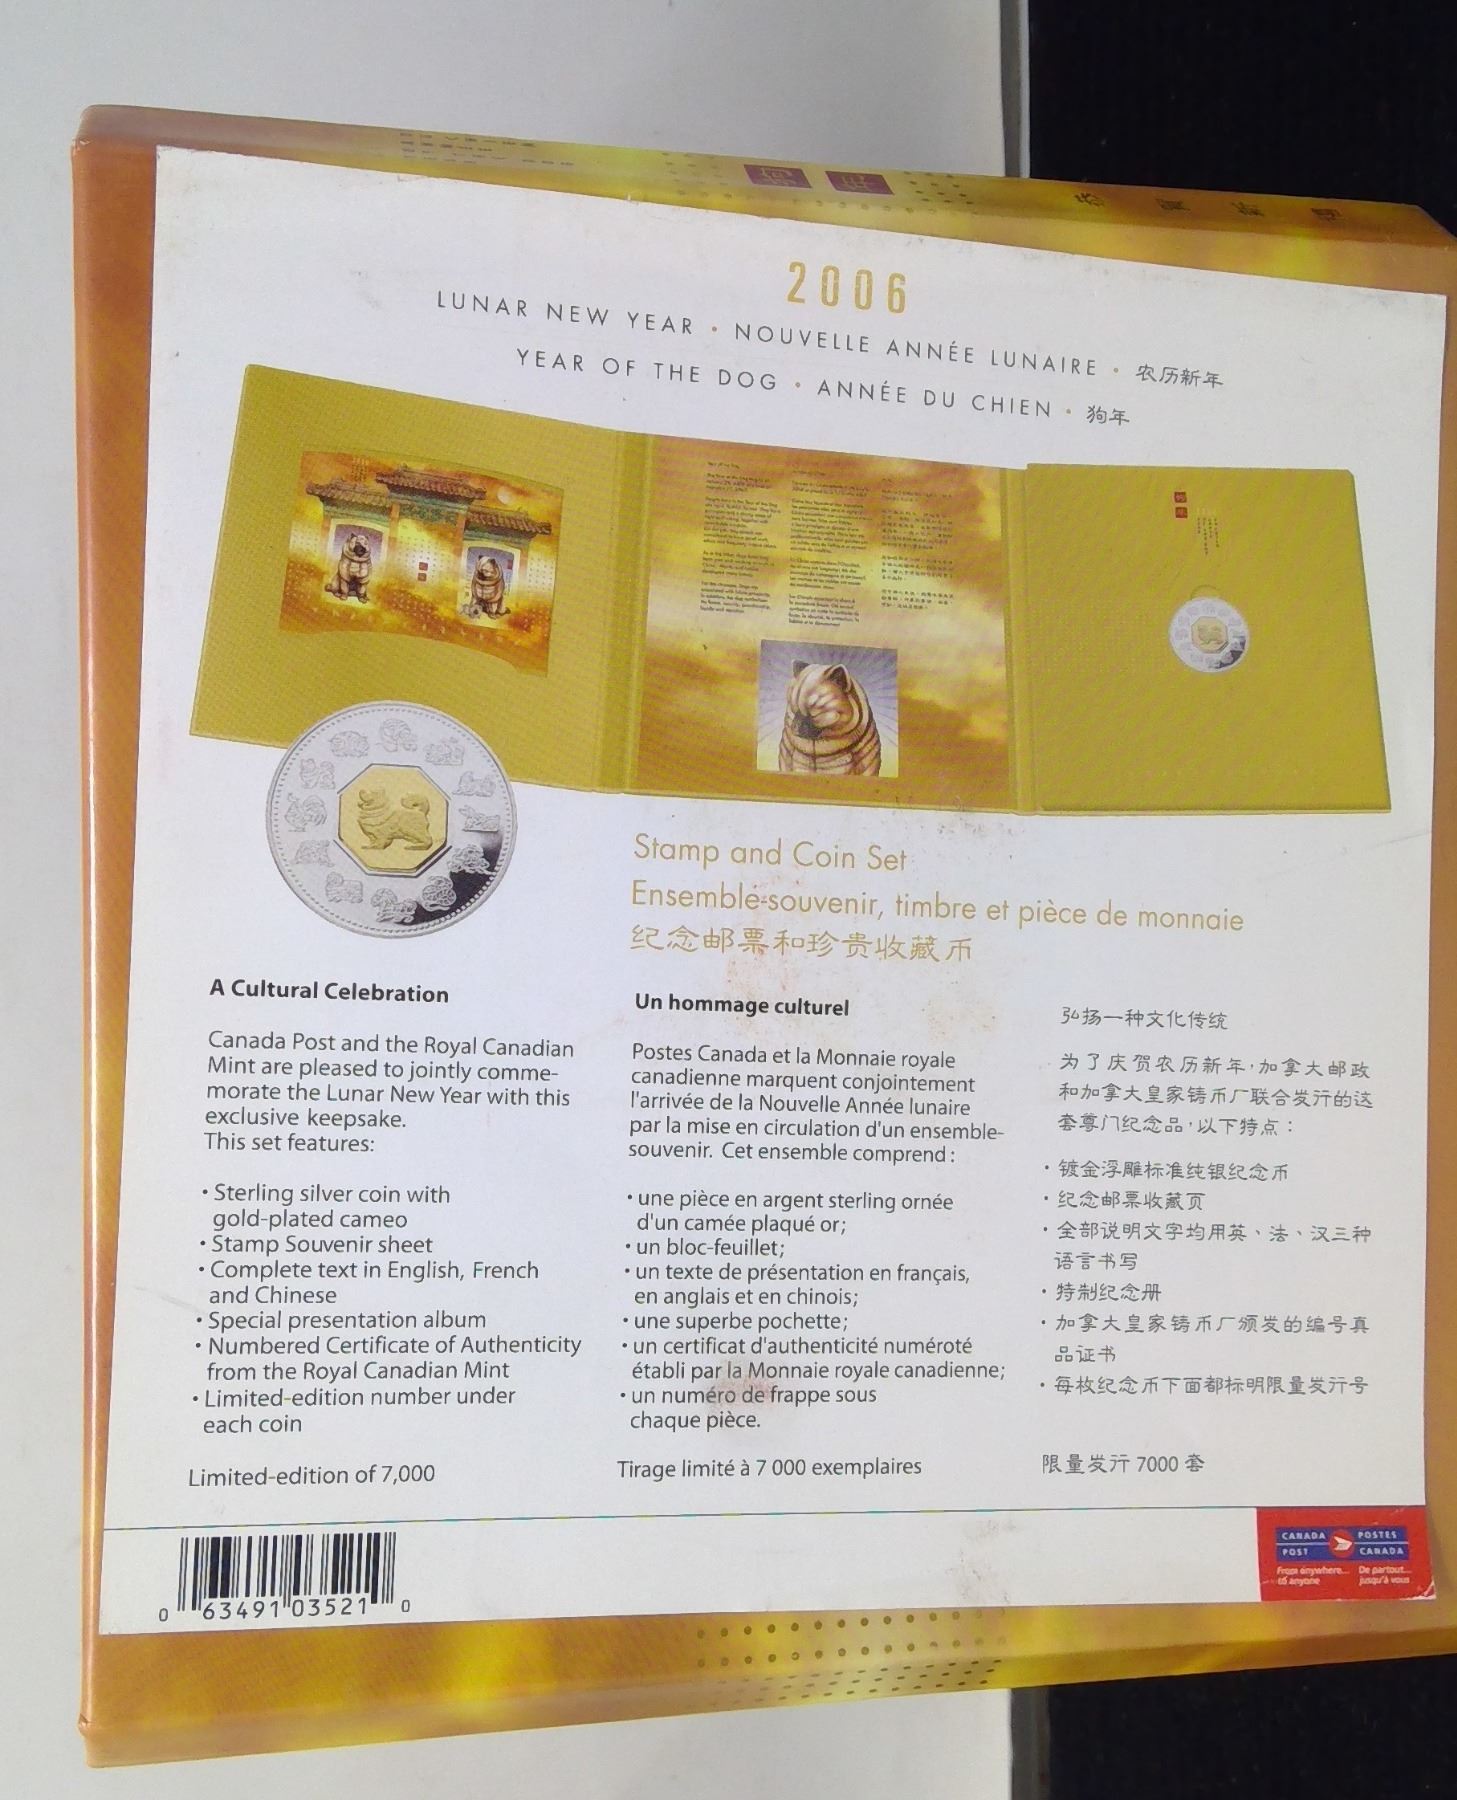 狗 年
恭 賀 新 禧
2006
LUNAR NEW YEAR • NOUVELLE ANNÉE LUNAIRE • 农历新年
YEAR OF THE DOG • ANNÉE DU CHIEN • 狗年
Stamp and Coin Set
Ensemble-souvenir, timbre et pièce de monnaie
纪念邮票和珍贵收藏币
A Cultural Celebration
Canada Post and the Royal Canadian
Mint are pleased to jointly comme-
morate the Lunar New Year with this
exclusive keepsake.
This set features:
• Sterling silver coin with
gold-plated cameo
• Stamp Souvenir sheet
• Complete text in English, French
and Chinese
• Special presentation album
• Numbered Certificate of Authenticity
from the Royal Canadian Mint
• Limited-edition number under
each coin
Limited-edition of 7,000
Un hommage culturel
Postes Canada et la Monnaie royale
canadienne marquent conjointement
l'arrivée de la Nouvelle Année lunaire
par la mise en circulation d'un ensemble-
souvenir. Cet ensemble comprend :
• une pièce en argent sterling ornée
d'un camée plaqué or;
• un bloc-feuillet;
• un texte de présentation en français,
en anglais et en chinois;
• une superbe pochette;
• un certificat d'authenticité numéroté
établi par la Monnaie royale canadienne;
• un numéro de frappe sous
chaque pièce.
Tirage limité à 7 000 exemplaires
弘扬一种文化传统
为了庆贺农历新年,加拿大邮政
和加拿大皇家铸币厂联合发行的这
套尊门纪念品,以下特点：
• 镀金浮雕标准纯银纪念币
• 纪念邮票收藏页
• 全部说明文字均用英、法、汉三种
语言书写
• 特制纪念册
• 加拿大皇家铸币厂颁发的编号真
品证书
• 每枚纪念币下面都标明限量发行号
限量发行 7000 套
0 63491 03521 0
CANADA POSTES
POST CANADA
From anywhere... De partout...
to anyone jusqu'à vous